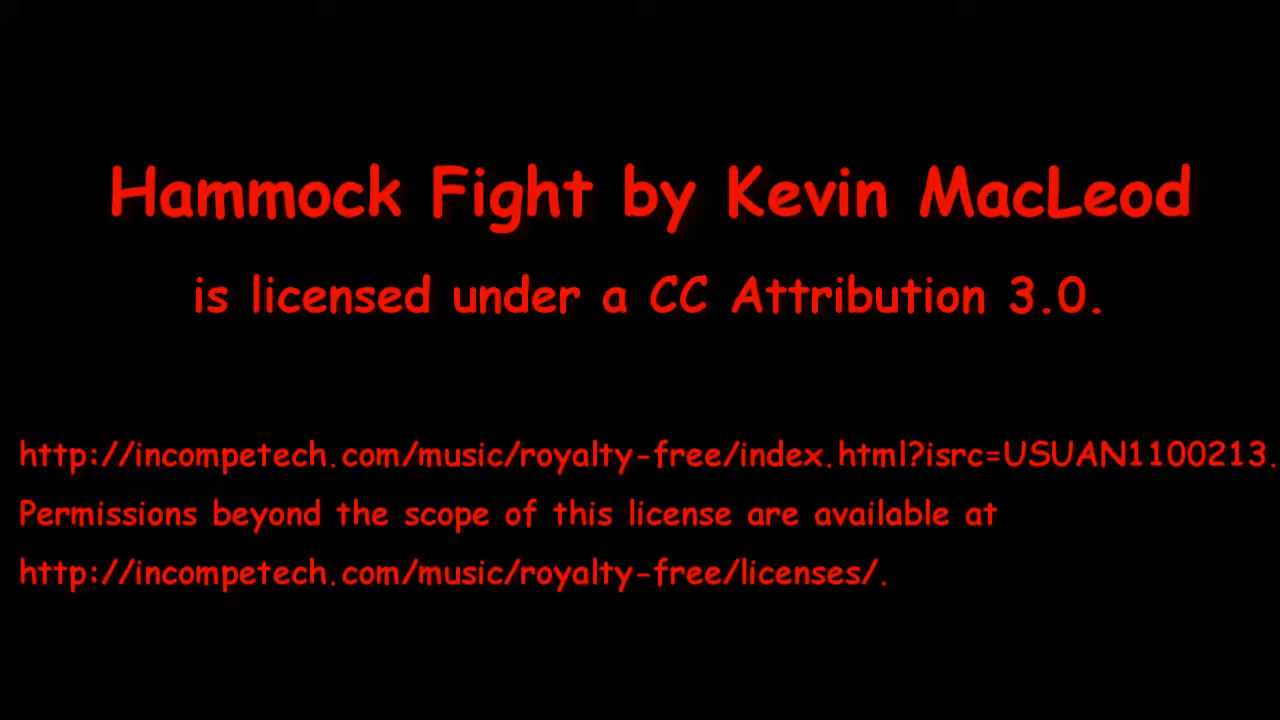 Hammock Fight by Kevin MacLeod
is licensed under a CC Attribution 3.0.
http://incompetech.com/music/royalty-free/index.html?isrc=USUAN1100213.
Permissions beyond the scope of this license are available at
http://incompetech.com/music/royalty-free/licenses/.